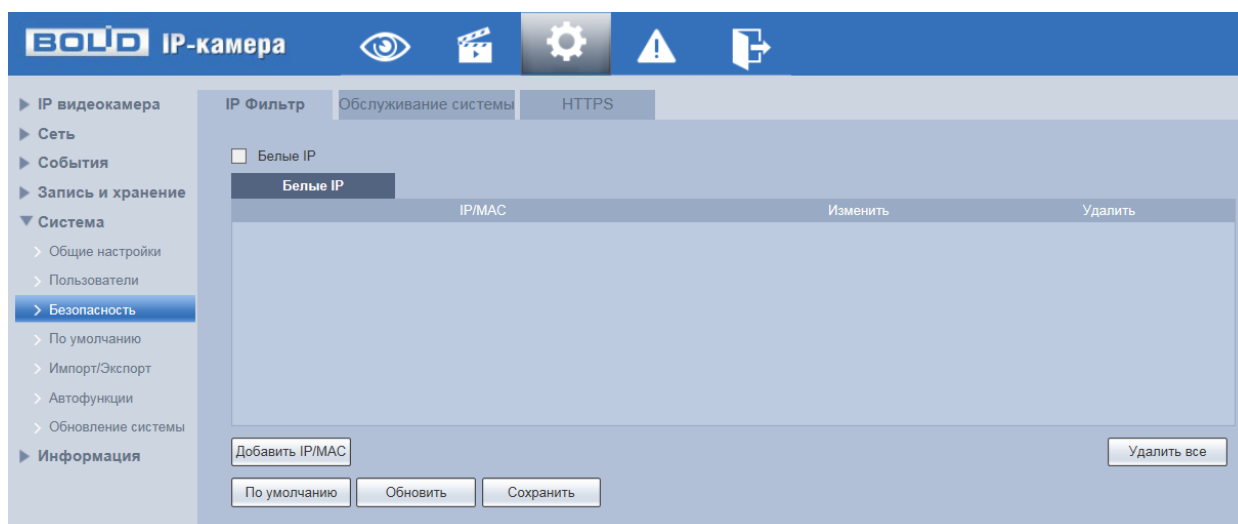 BOLID IP-камера
IP видеокамера
Сеть
События
Запись и хранение
Система
Общие настройки
Пользователи
Безопасность
По умолчанию
Импорт/Экспорт
Автофункции
Обновление системы
Информация
IP Фильтр Обслуживание системы HTTPS
Белые IP
Белые IP
IP/MAC Изменить Удалить
Добавить IP/MAC Удалить все
По умолчанию Обновить Сохранить